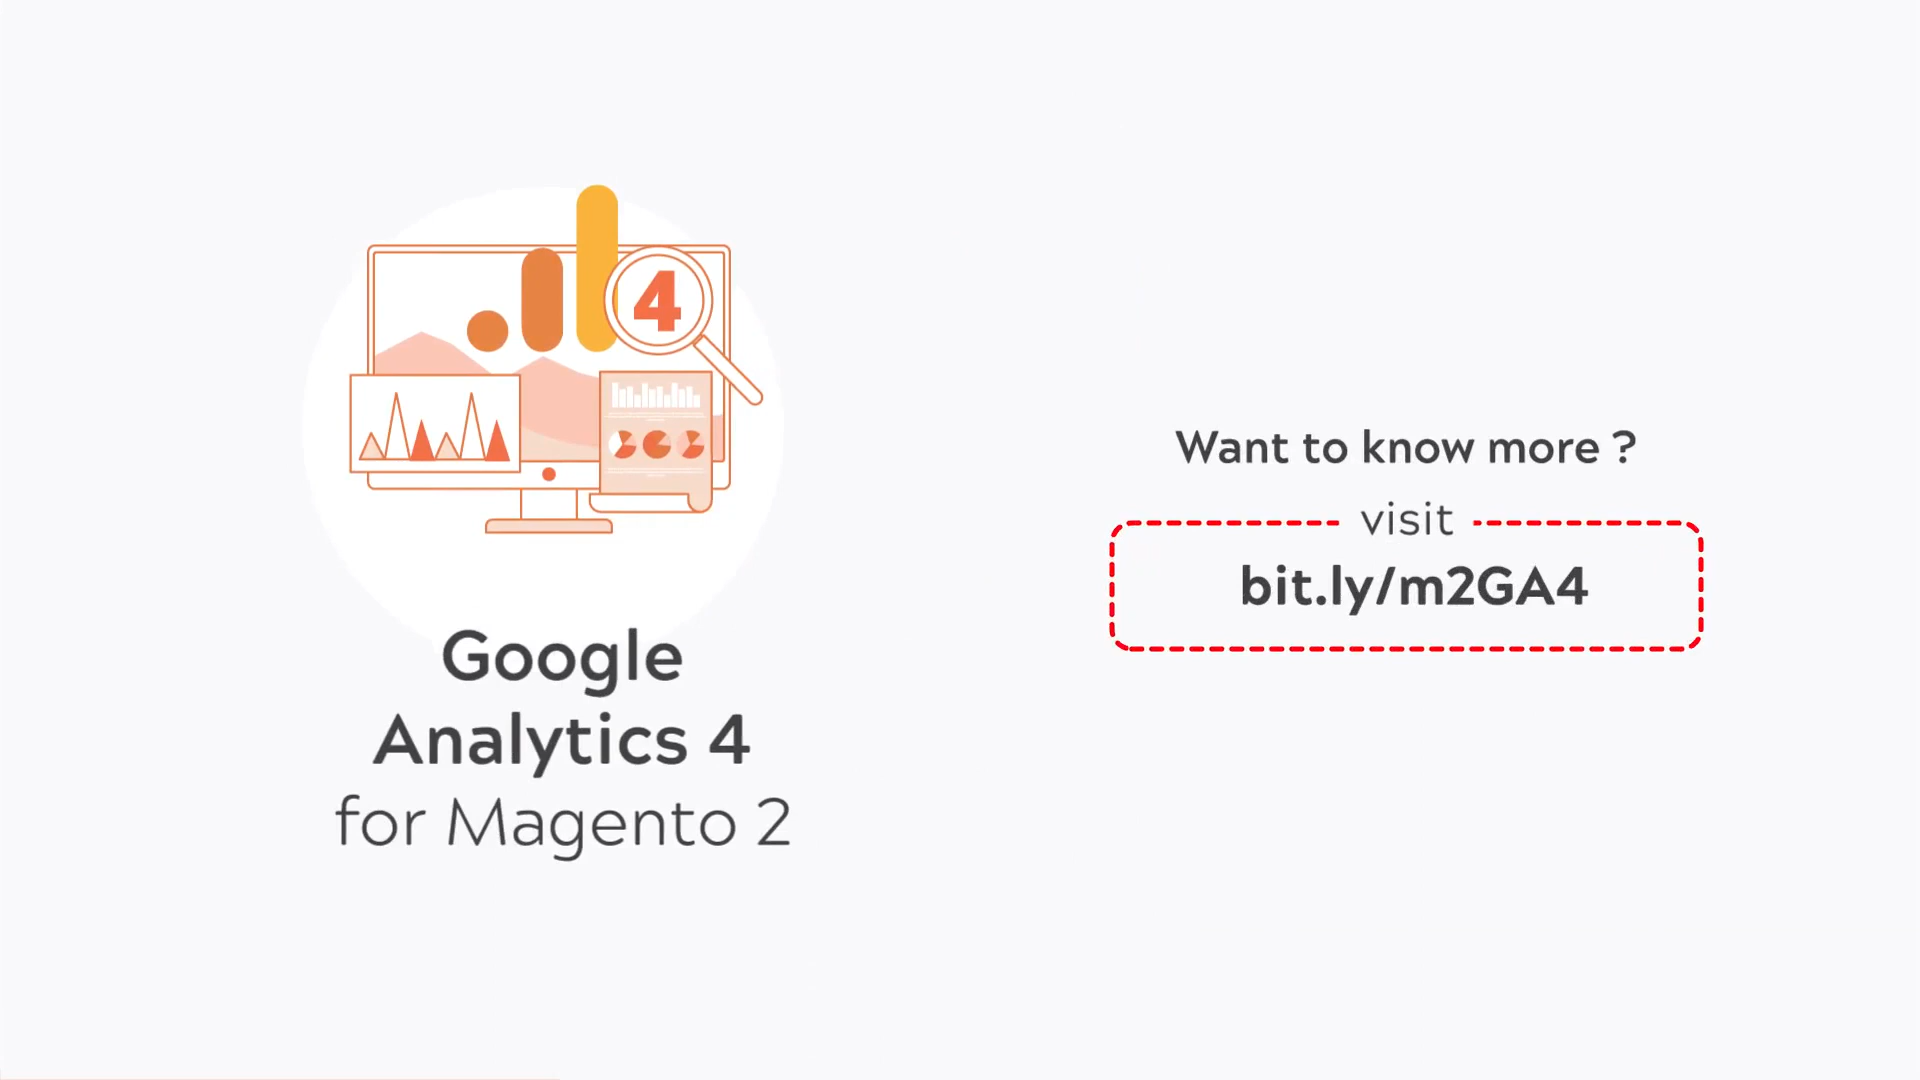 4
Google
Analytics 4
for Magento 2
Want to know more ?
visit
bit.ly/m2GA4